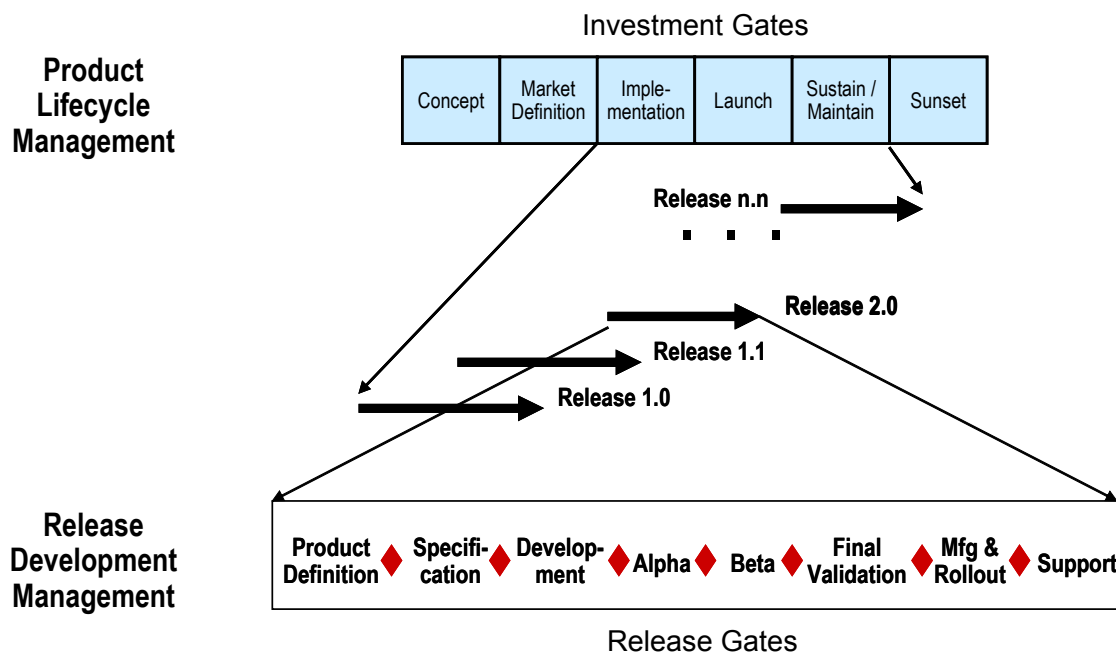 Investment Gates
Product
Lifecycle
Management
Concept
Market
Definition
Imple-
mentation
Launch
Sustain /
Maintain
Sunset
Release n.n
Release 2.0
Release 1.1
Release 1.0
Release
Development
Management
Product
Definition
Specifi-
cation
Develop-
ment
Alpha
Beta
Final
Validation
Mfg &
Rollout
Support
Release Gates